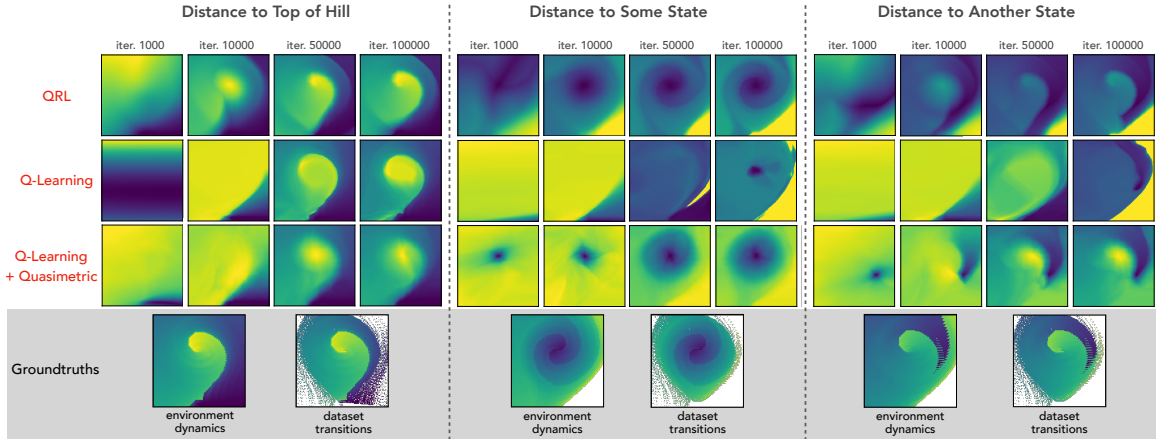 Distance to Top of Hill
Distance to Some State
Distance to Another State
iter. 1000 iter. 10000 iter. 50000 iter. 100000
iter. 1000 iter. 10000 iter. 50000 iter. 100000
iter. 1000 iter. 10000 iter. 50000 iter. 100000
QRL
Q-Learning
Q-Learning
+ Quasimetric
Groundtruths
environment
dynamics
dataset
transitions
environment
dynamics
dataset
transitions
environment
dynamics
dataset
transitions